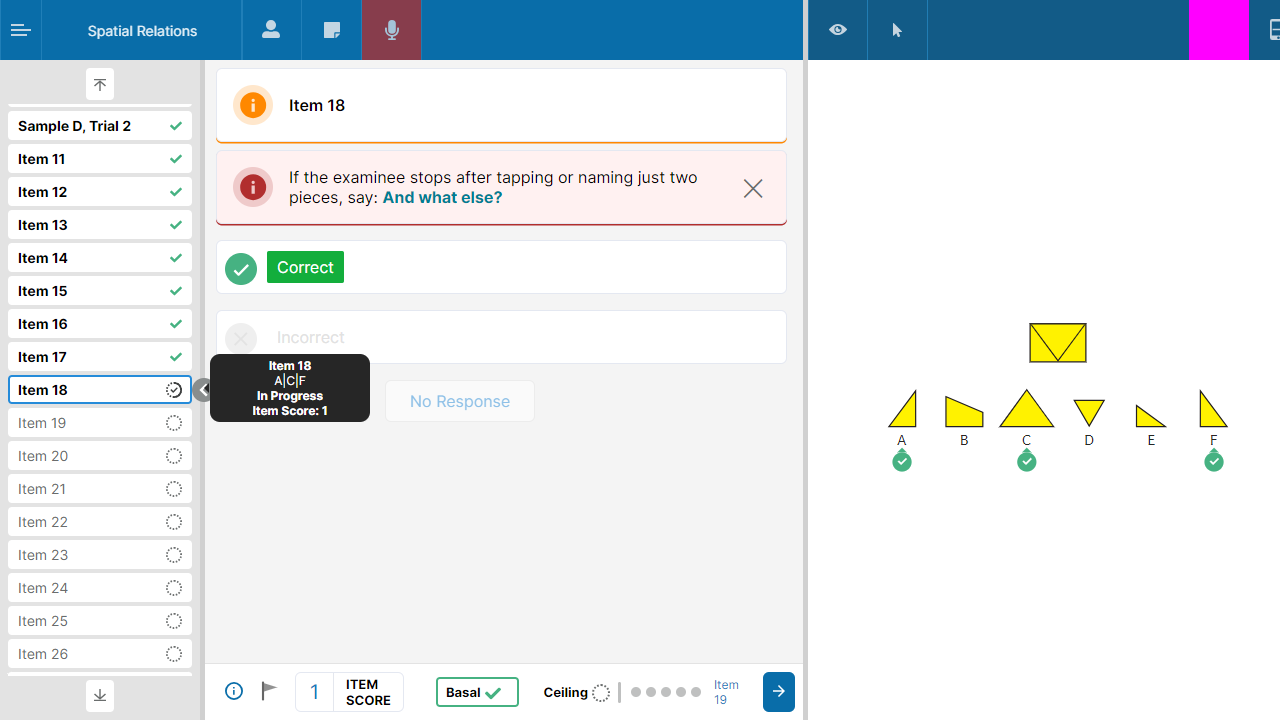 Spatial Relations
Sample D, Trial 2
Item 11
Item 12
Item 13
Item 14
Item 15
Item 16
Item 17
Item 18
Item 19
Item 20
Item 21
Item 22
Item 23
Item 24
Item 25
Item 26
Item 18
If the examinee stops after tapping or naming just two
pieces, say: And what else?
Correct
Incorrect
Item 18
A|C|F
In Progress
Item Score: 1
No Response
1
ITEM
SCORE
Basal
Ceiling
Item
19
A B C D E F